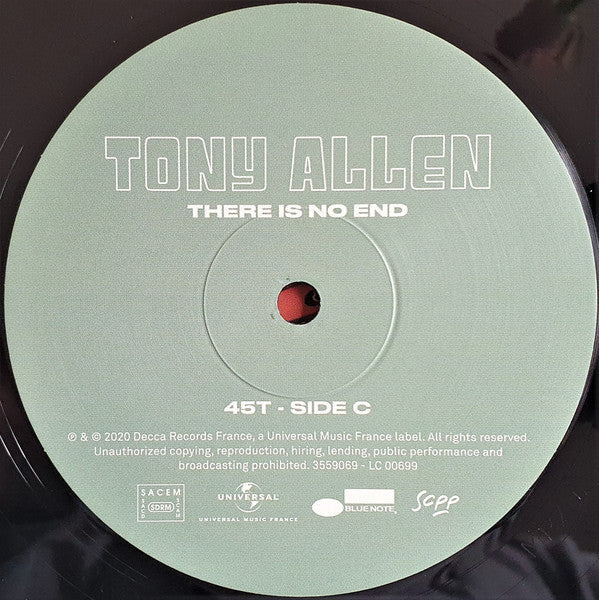 TONY ALLEN
THERE IS NO END
45T - SIDE C
℗ & © 2020 Decca Records France, a Universal Music France label. All rights reserved.
Unauthorized copying, reproduction, hiring, lending, public performance and
broadcasting prohibited. 3559069 - LC 00699
SACEM
SACD
SDRM
SCAM
UNIVERSAL
UNIVERSAL MUSIC FRANCE
BLUE NOTE
scpp